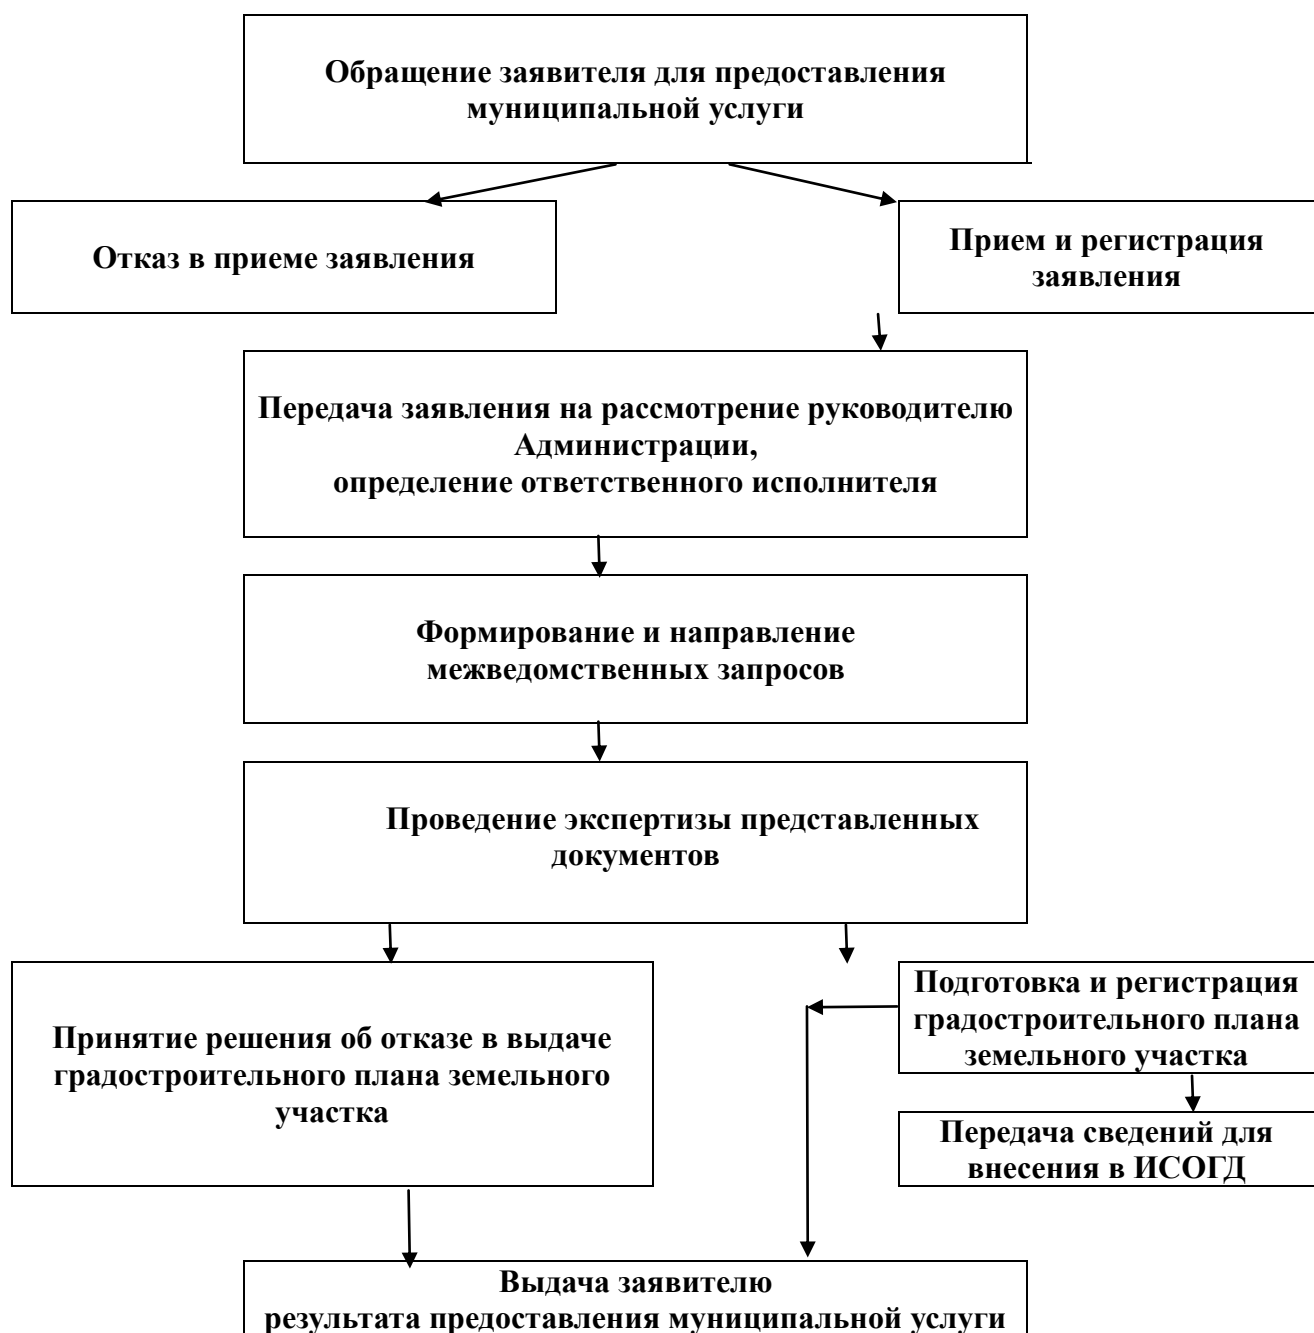 Обращение заявителя для предоставления
муниципальной услуги
Отказ в приеме заявления
Прием и регистрация
заявления
Передача заявления на рассмотрение руководителю
Администрации,
определение ответственного исполнителя
Формирование и направление
межведомственных запросов
Проведение экспертизы представленных
документов
Принятие решения об отказе в выдаче
градостроительного плана земельного
участка
Подготовка и регистрация
градостроительного плана
земельного участка
Передача сведений для
внесения в ИСОГД
Выдача заявителю
результата предоставления муниципальной услуги